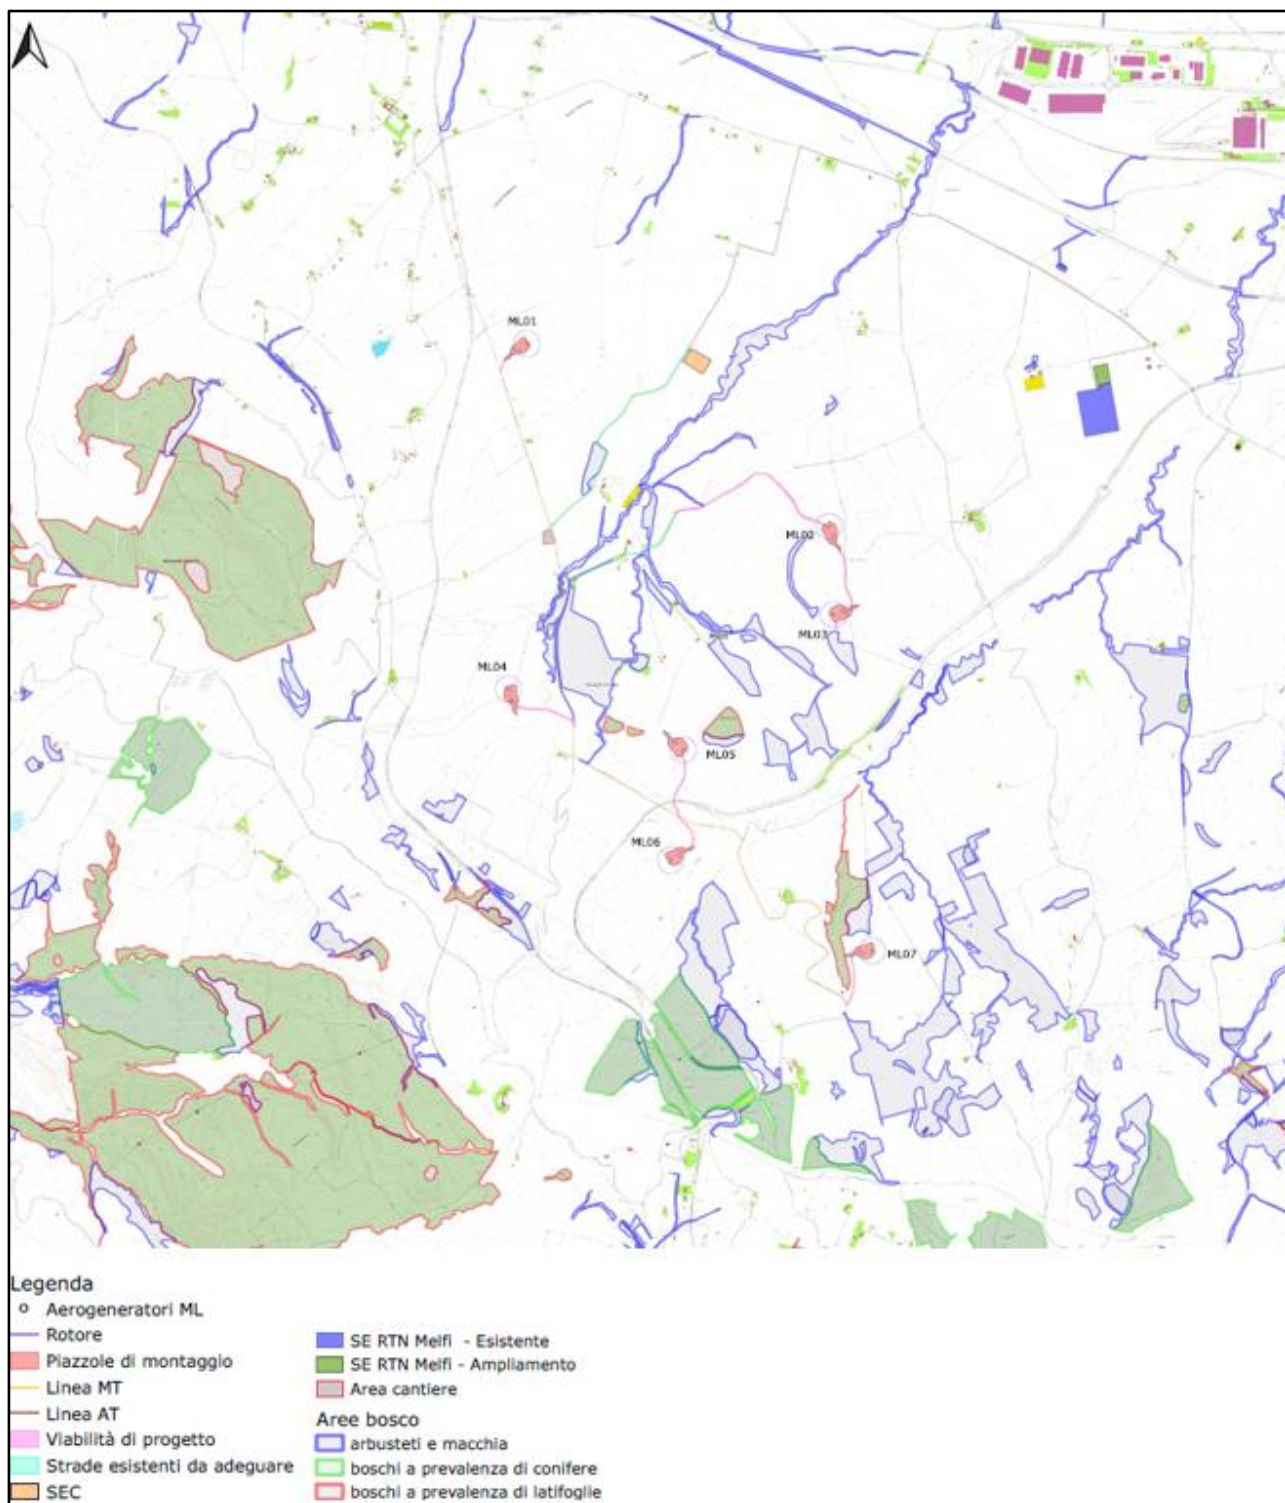 ML01
ML02
ML03
ML04
ML05
ML06
ML07
Legenda
Aerogeneratori ML
Rotore
Piazzole di montaggio
Linea MT
Linea AT
Viabilità di progetto
Strade esistenti da adeguare
SEC
SE RTN Melfi - Esistente
SE RTN Melfi - Ampliamento
Area cantiere
Aree bosco
arbusteti e macchia
boschi a prevalenza di conifere
boschi a prevalenza di latifoglie